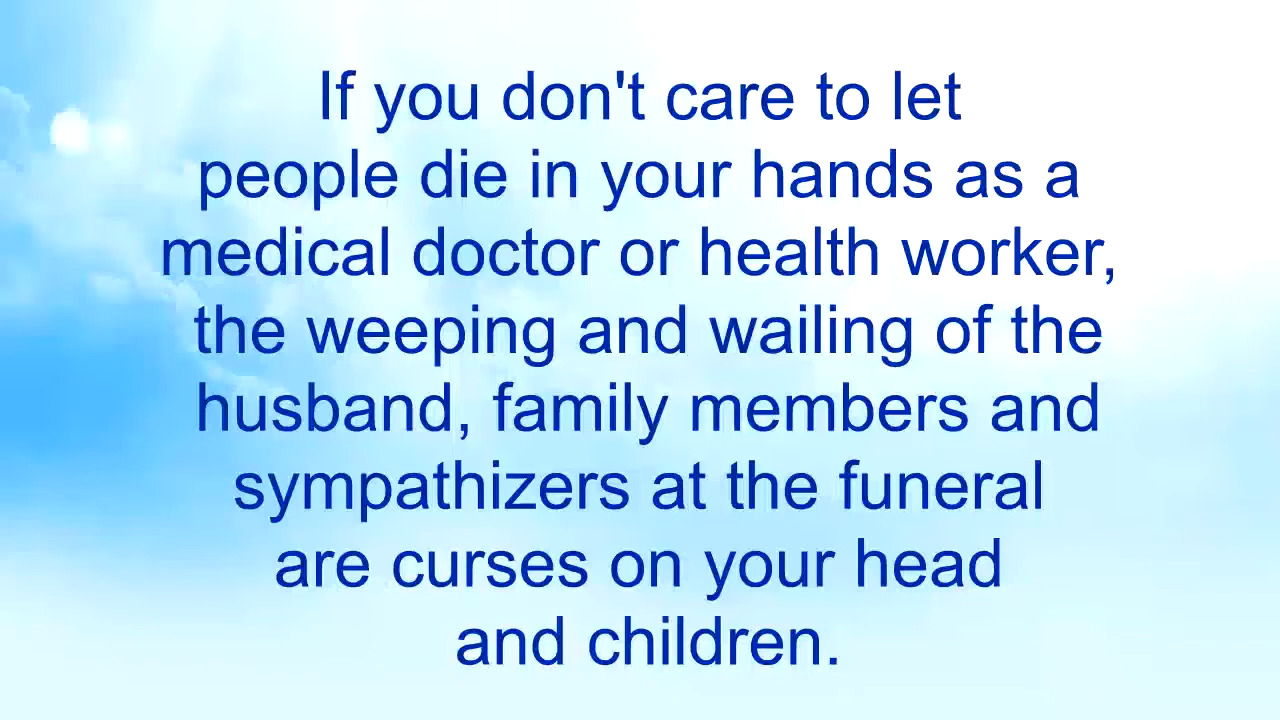 If you don't care to let
people die in your hands as a
medical doctor or health worker,
the weeping and wailing of the
husband, family members and
sympathizers at the funeral
are curses on your head
and children.